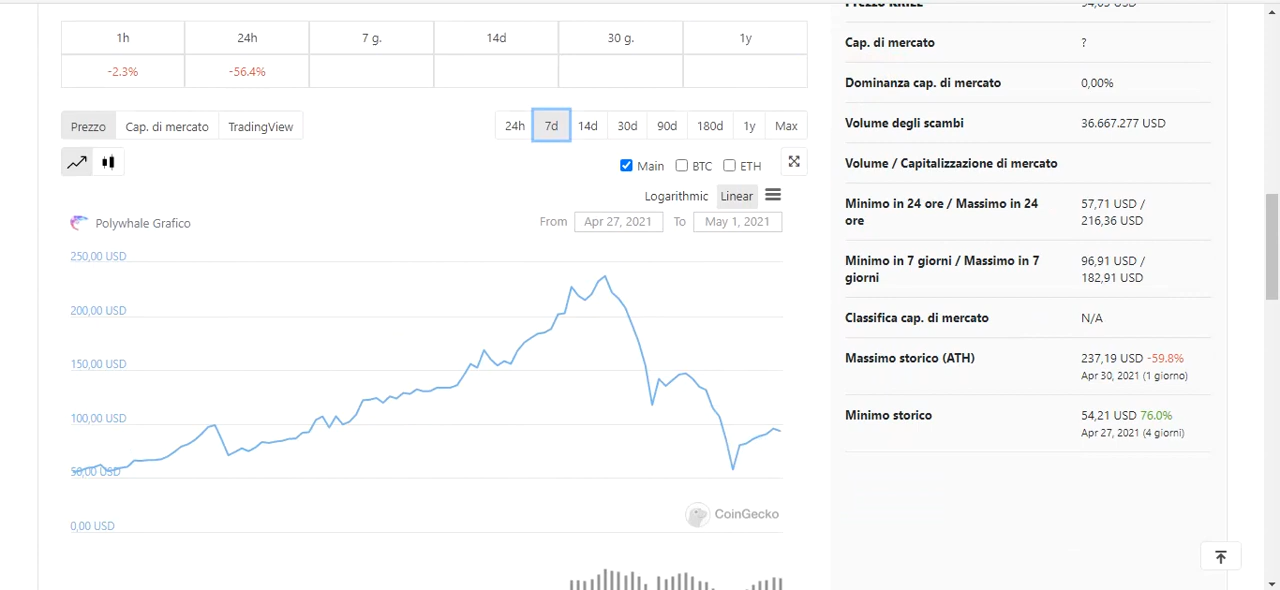 1h 24h 7 g. 14d 30 g. 1y
-2.3% -56.4%
Prezzo Cap. di mercato TradingView 24h 7d 14d 30d 90d 180d 1y Max
Main BTC ETH
Logarithmic Linear
Polywhale Grafico From Apr 27, 2021 To May 1, 2021
250,00 USD
200,00 USD
150,00 USD
100,00 USD
50,00 USD
0,00 USD
CoinGecko
Prezzo KRILL 94,65 USD
Cap. di mercato ?
Dominanza cap. di mercato 0,00%
Volume degli scambi 36.667.277 USD
Volume / Capitalizzazione di mercato
Minimo in 24 ore / Massimo in 24 57,71 USD /
ore 216,36 USD
Minimo in 7 giorni / Massimo in 7 96,91 USD /
giorni 182,91 USD
Classifica cap. di mercato N/A
Massimo storico (ATH) 237,19 USD -59.8%
Apr 30, 2021 (1 giorno)
Minimo storico 54,21 USD 76.0%
Apr 27, 2021 (4 giorni)